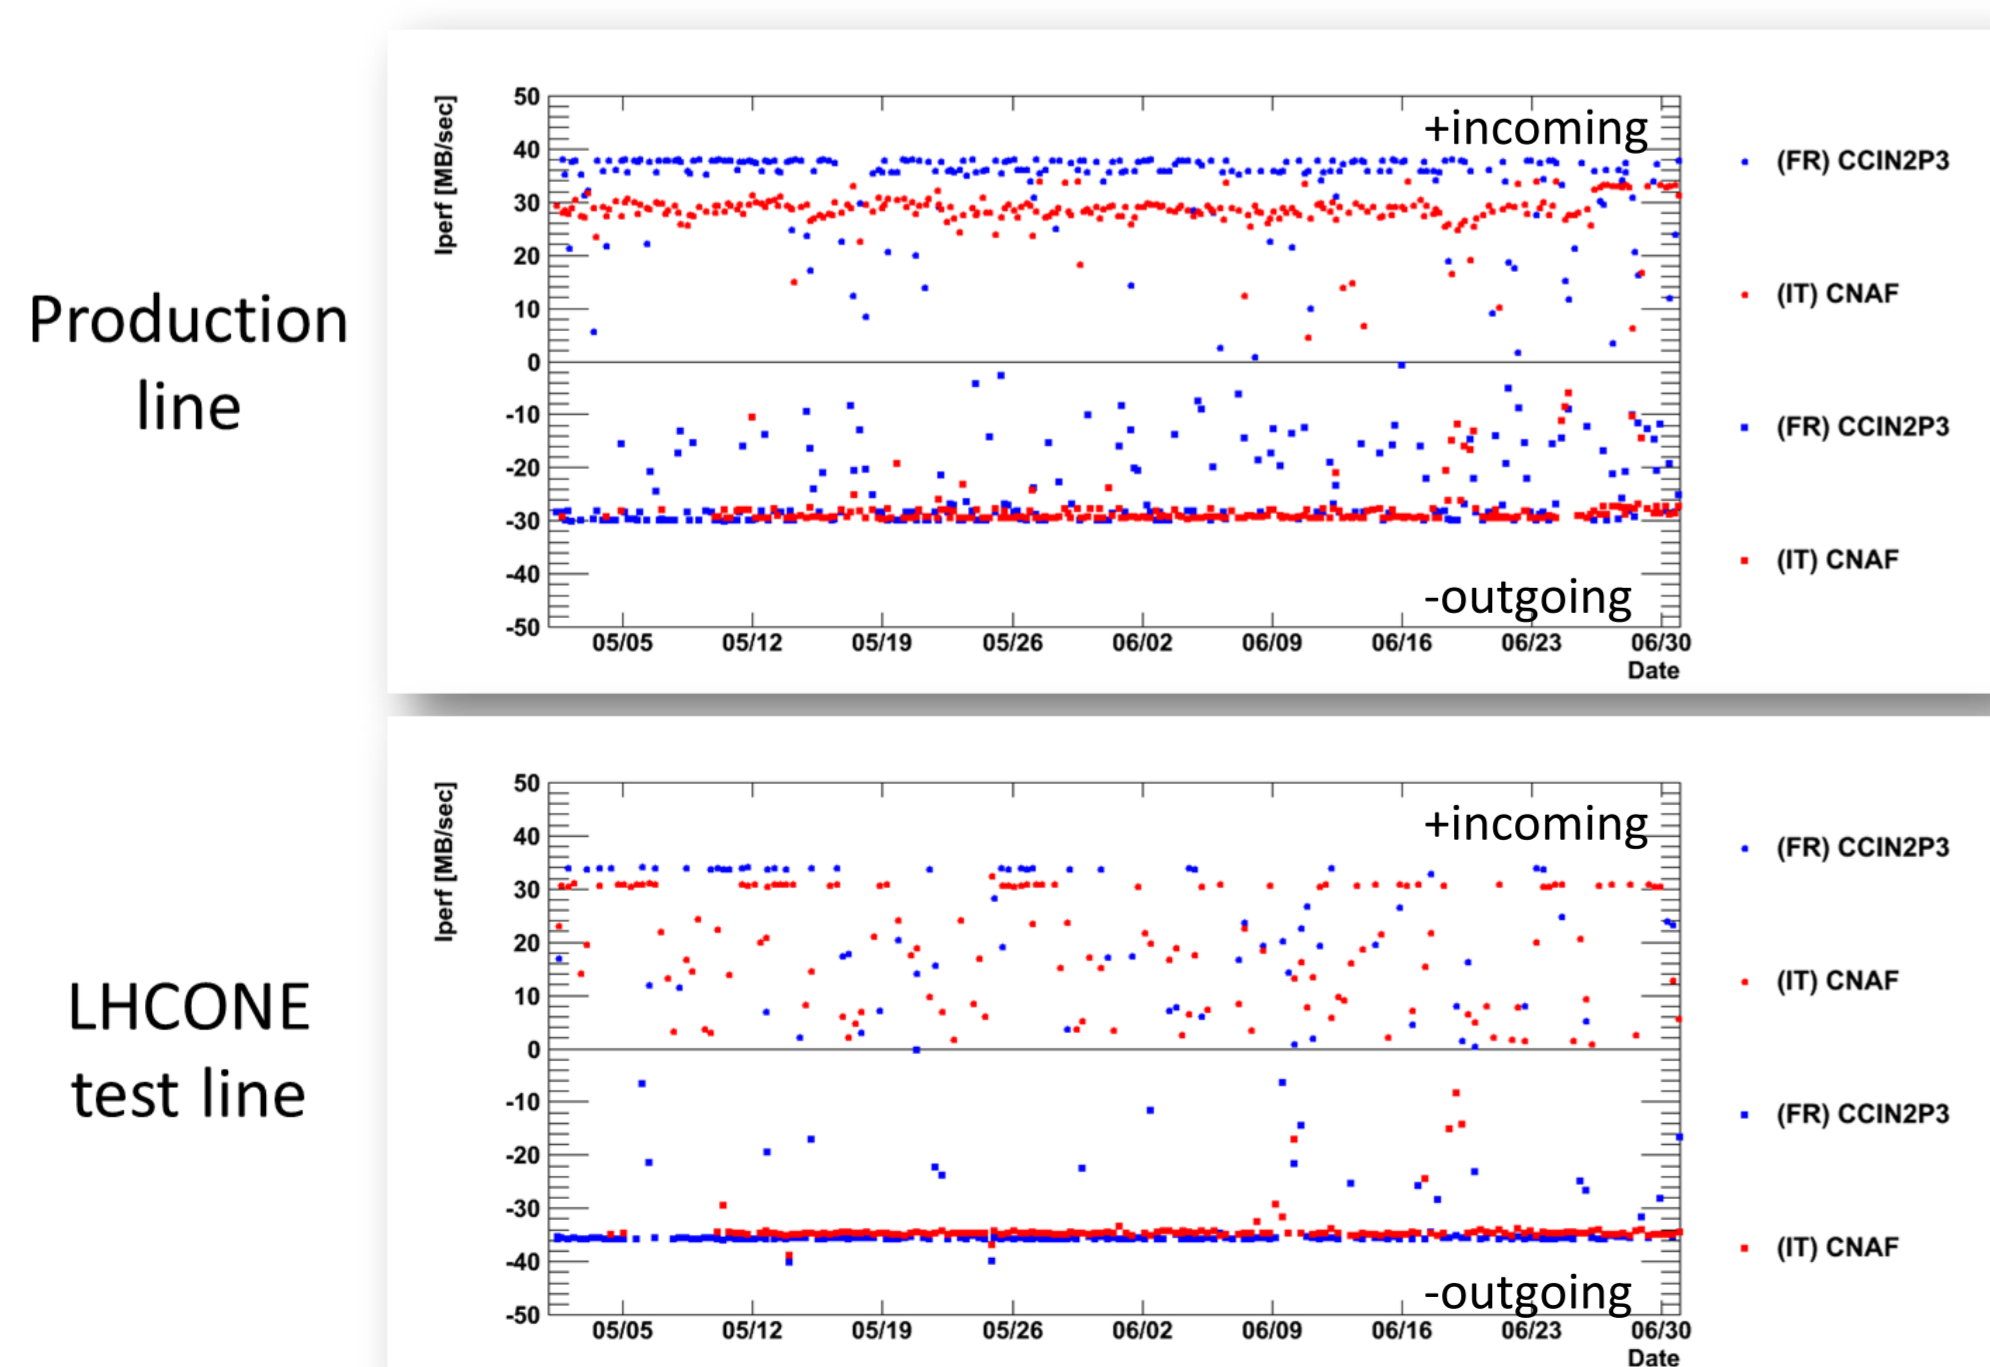 Production
line
Iperf [MB/sec]
50
40
30
20
10
0
-10
-20
-30
-40
-50
+incoming
-outgoing
05/05 05/12 05/19 05/26 06/02 06/09 06/16 06/23 06/30
Date
(FR) CCIN2P3
(IT) CNAF
(FR) CCIN2P3
(IT) CNAF
LHCONE
test line
Iperf [MB/sec]
50
40
30
20
10
0
-10
-20
-30
-40
-50
+incoming
-outgoing
05/05 05/12 05/19 05/26 06/02 06/09 06/16 06/23 06/30
Date
(FR) CCIN2P3
(IT) CNAF
(FR) CCIN2P3
(IT) CNAF